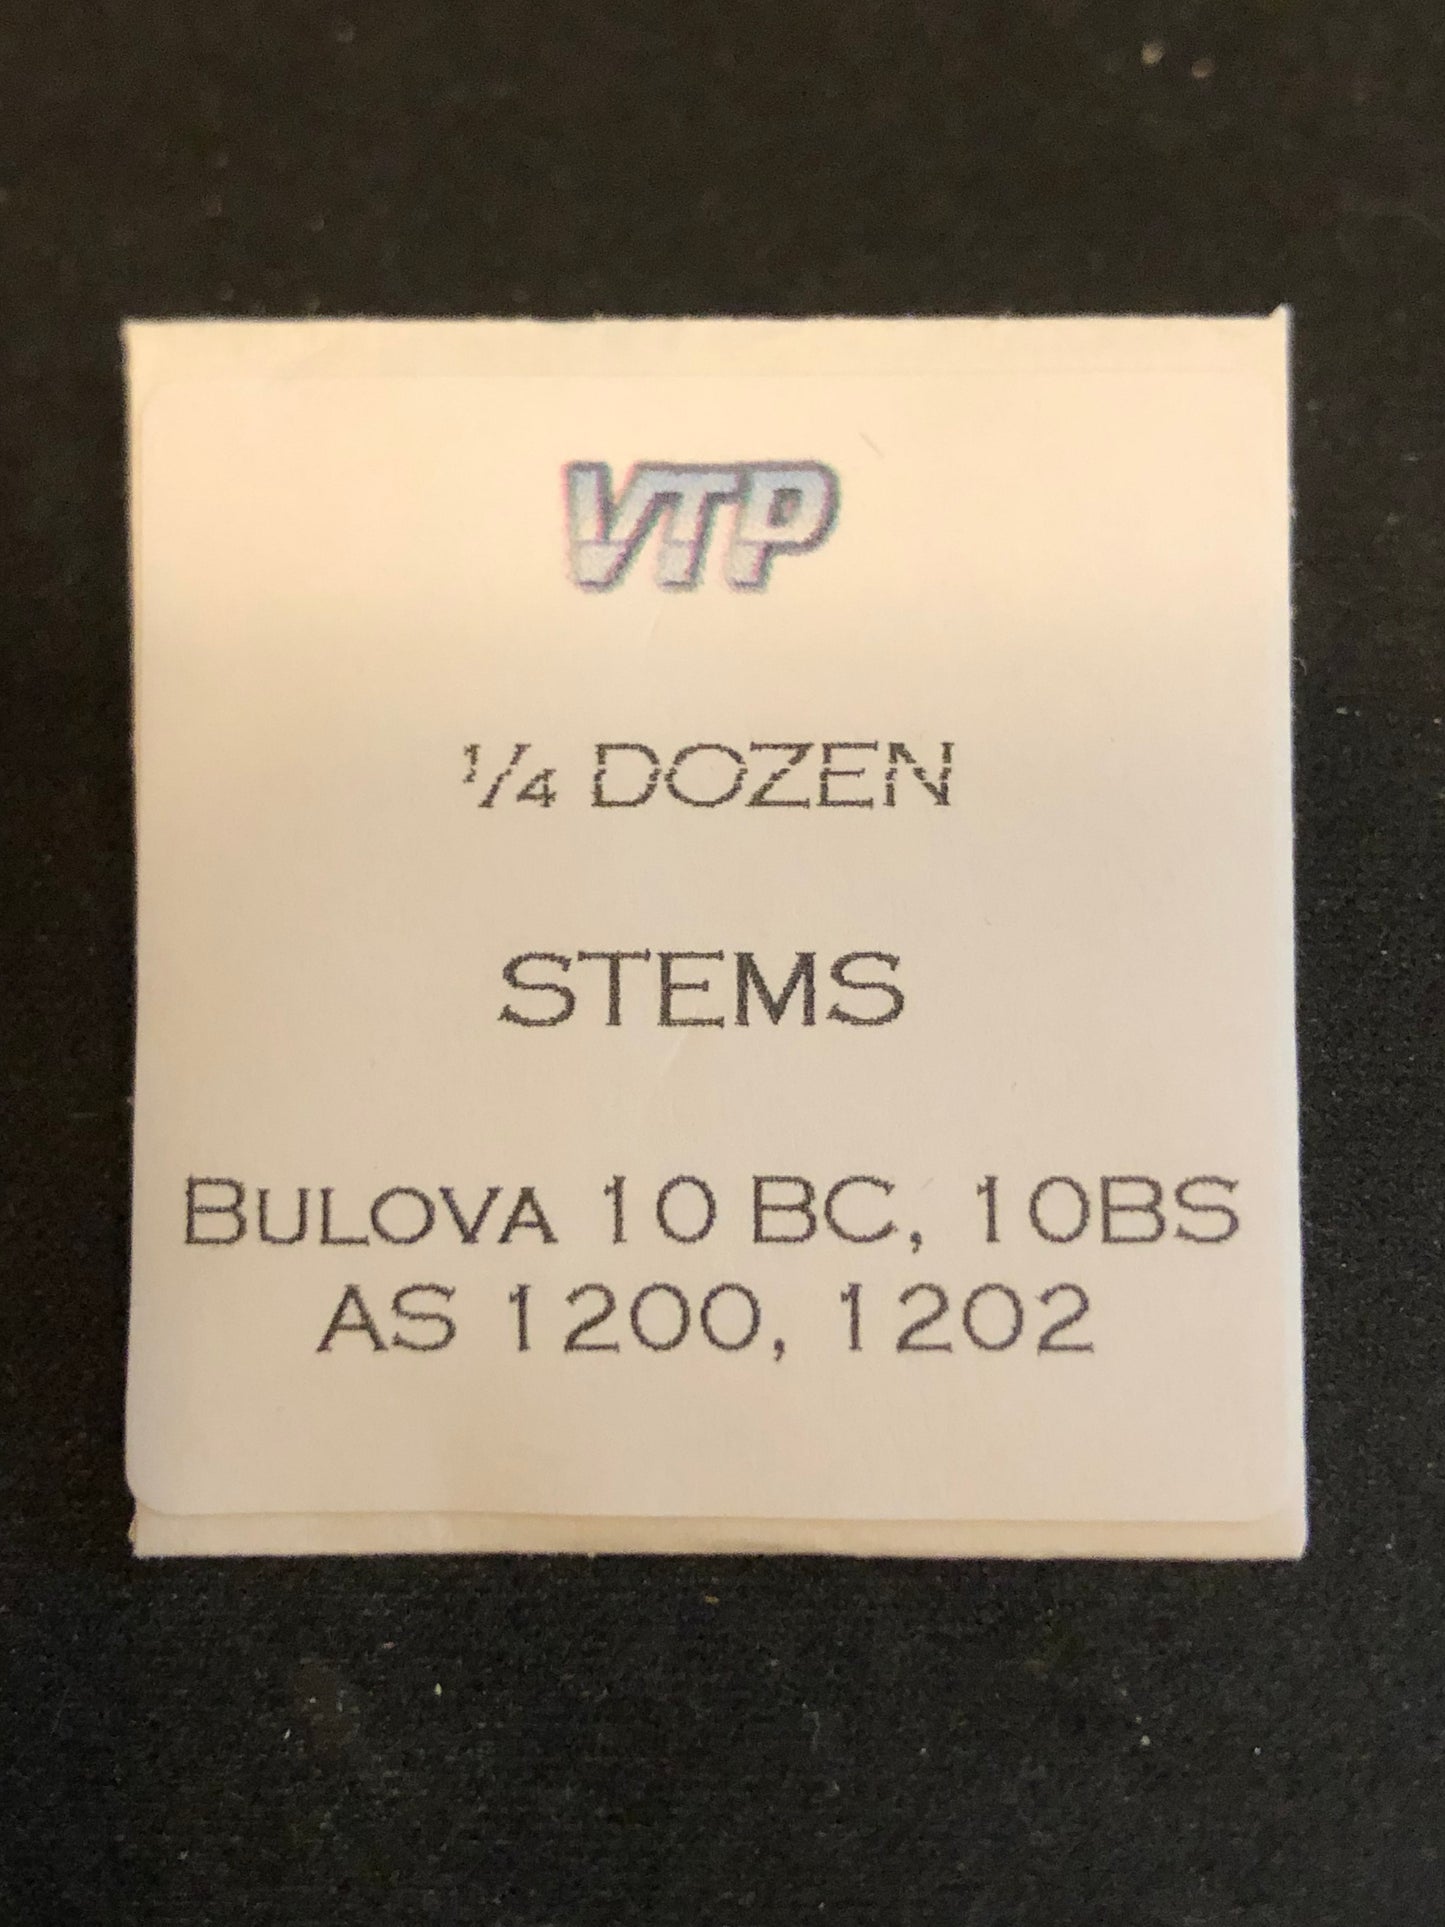 VTP
1/4 DOZEN
STEMS
BULOVA 10 BC, 10BS
AS 1200, 1202